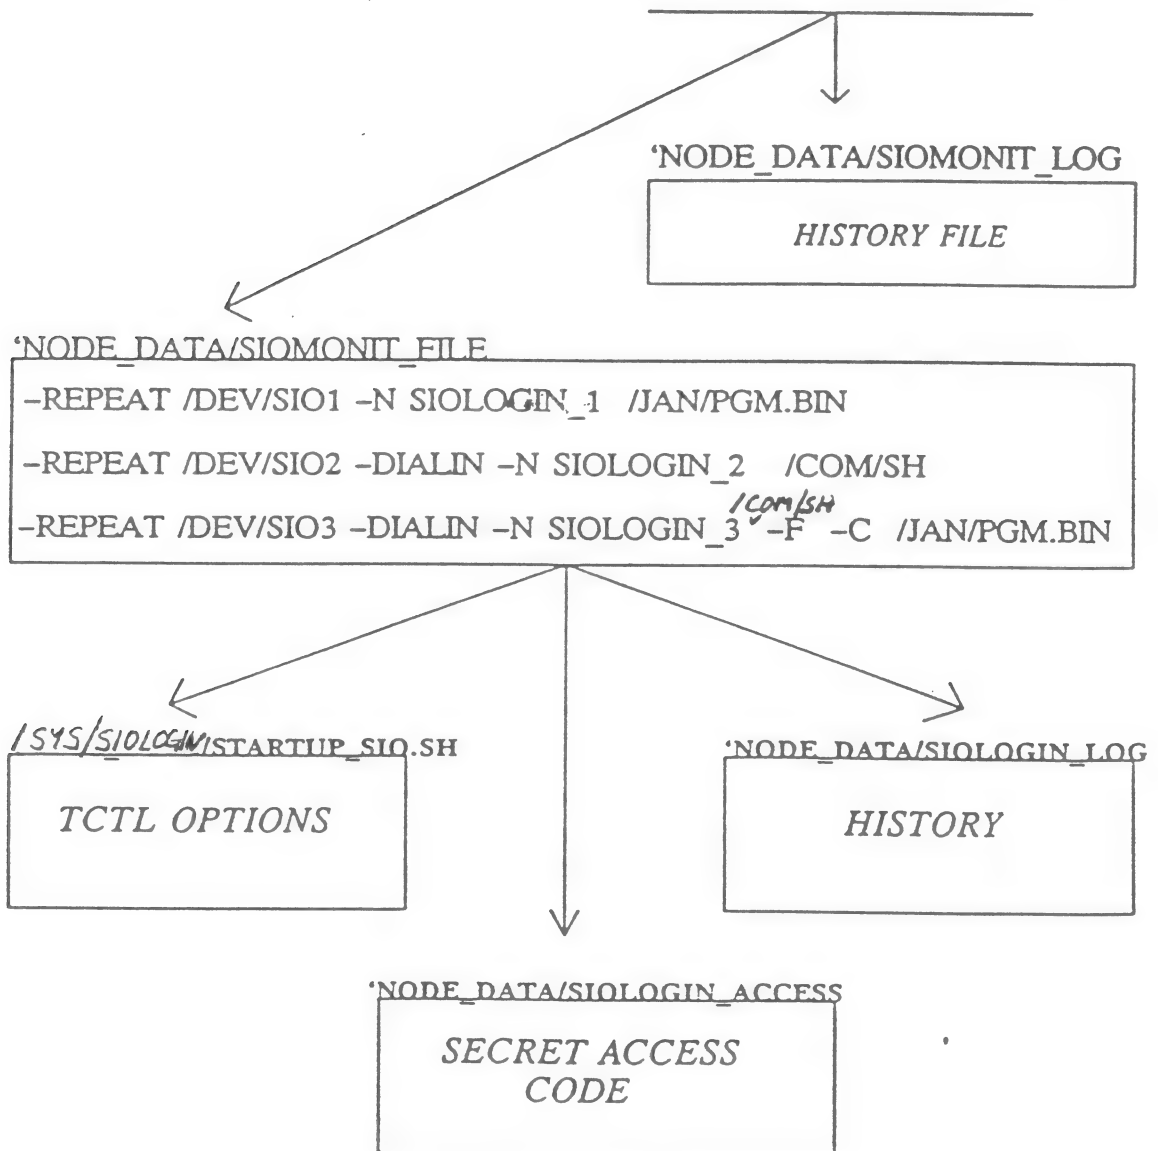 ‘NODE_DATA/SIOMONIT_LOG
HISTORY FILE
‘NODE_DATA/SIOMONIT_FILE
–REPEAT /DEV/SIO1 –N SIOLOGIN_1 /JAN/PGM.BIN
–REPEAT /DEV/SIO2 –DIALIN –N SIOLOGIN_2 /COM/SH
/COM/SH
–REPEAT /DEV/SIO3 –DIALIN –N SIOLOGIN_3 –F –C /JAN/PGM.BIN
/SYS/SIOLOGIN/STARTUP_SIO.SH
TCTL OPTIONS
‘NODE_DATA/SIOLOGIN_LOG
HISTORY
‘NODE_DATA/SIOLOGIN_ACCESS
SECRET ACCESS
CODE